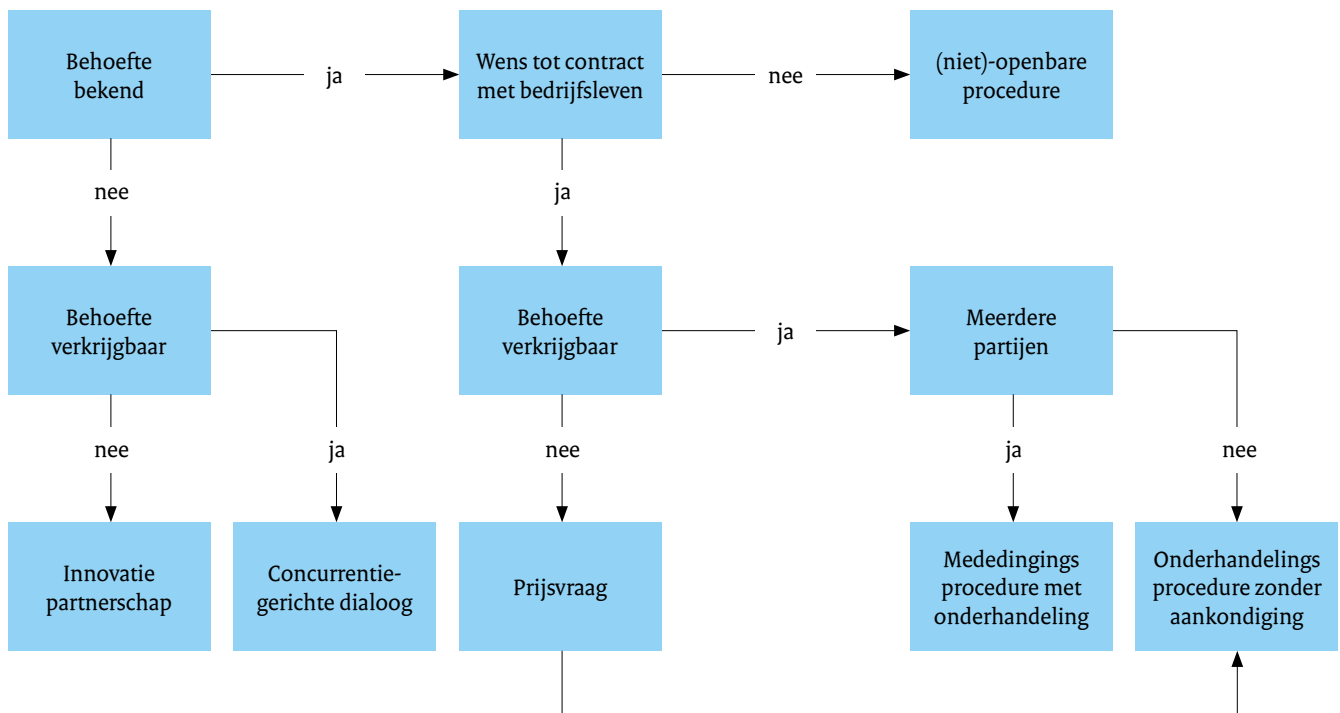 Behoefte
bekend
ja
Wens tot contract
met bedrijfsleven
nee
(niet)-openbare
procedure
nee
ja
Behoefte
verkrijgbaar
Behoefte
verkrijgbaar
ja
Meerdere
partijen
nee
ja
nee
ja
nee
Innovatie
partnerschap
Concurrentie-
gerichte dialoog
Prijsvraag
Mededingings
procedure met
onderhandeling
Onderhandelings
procedure zonder
aankondiging